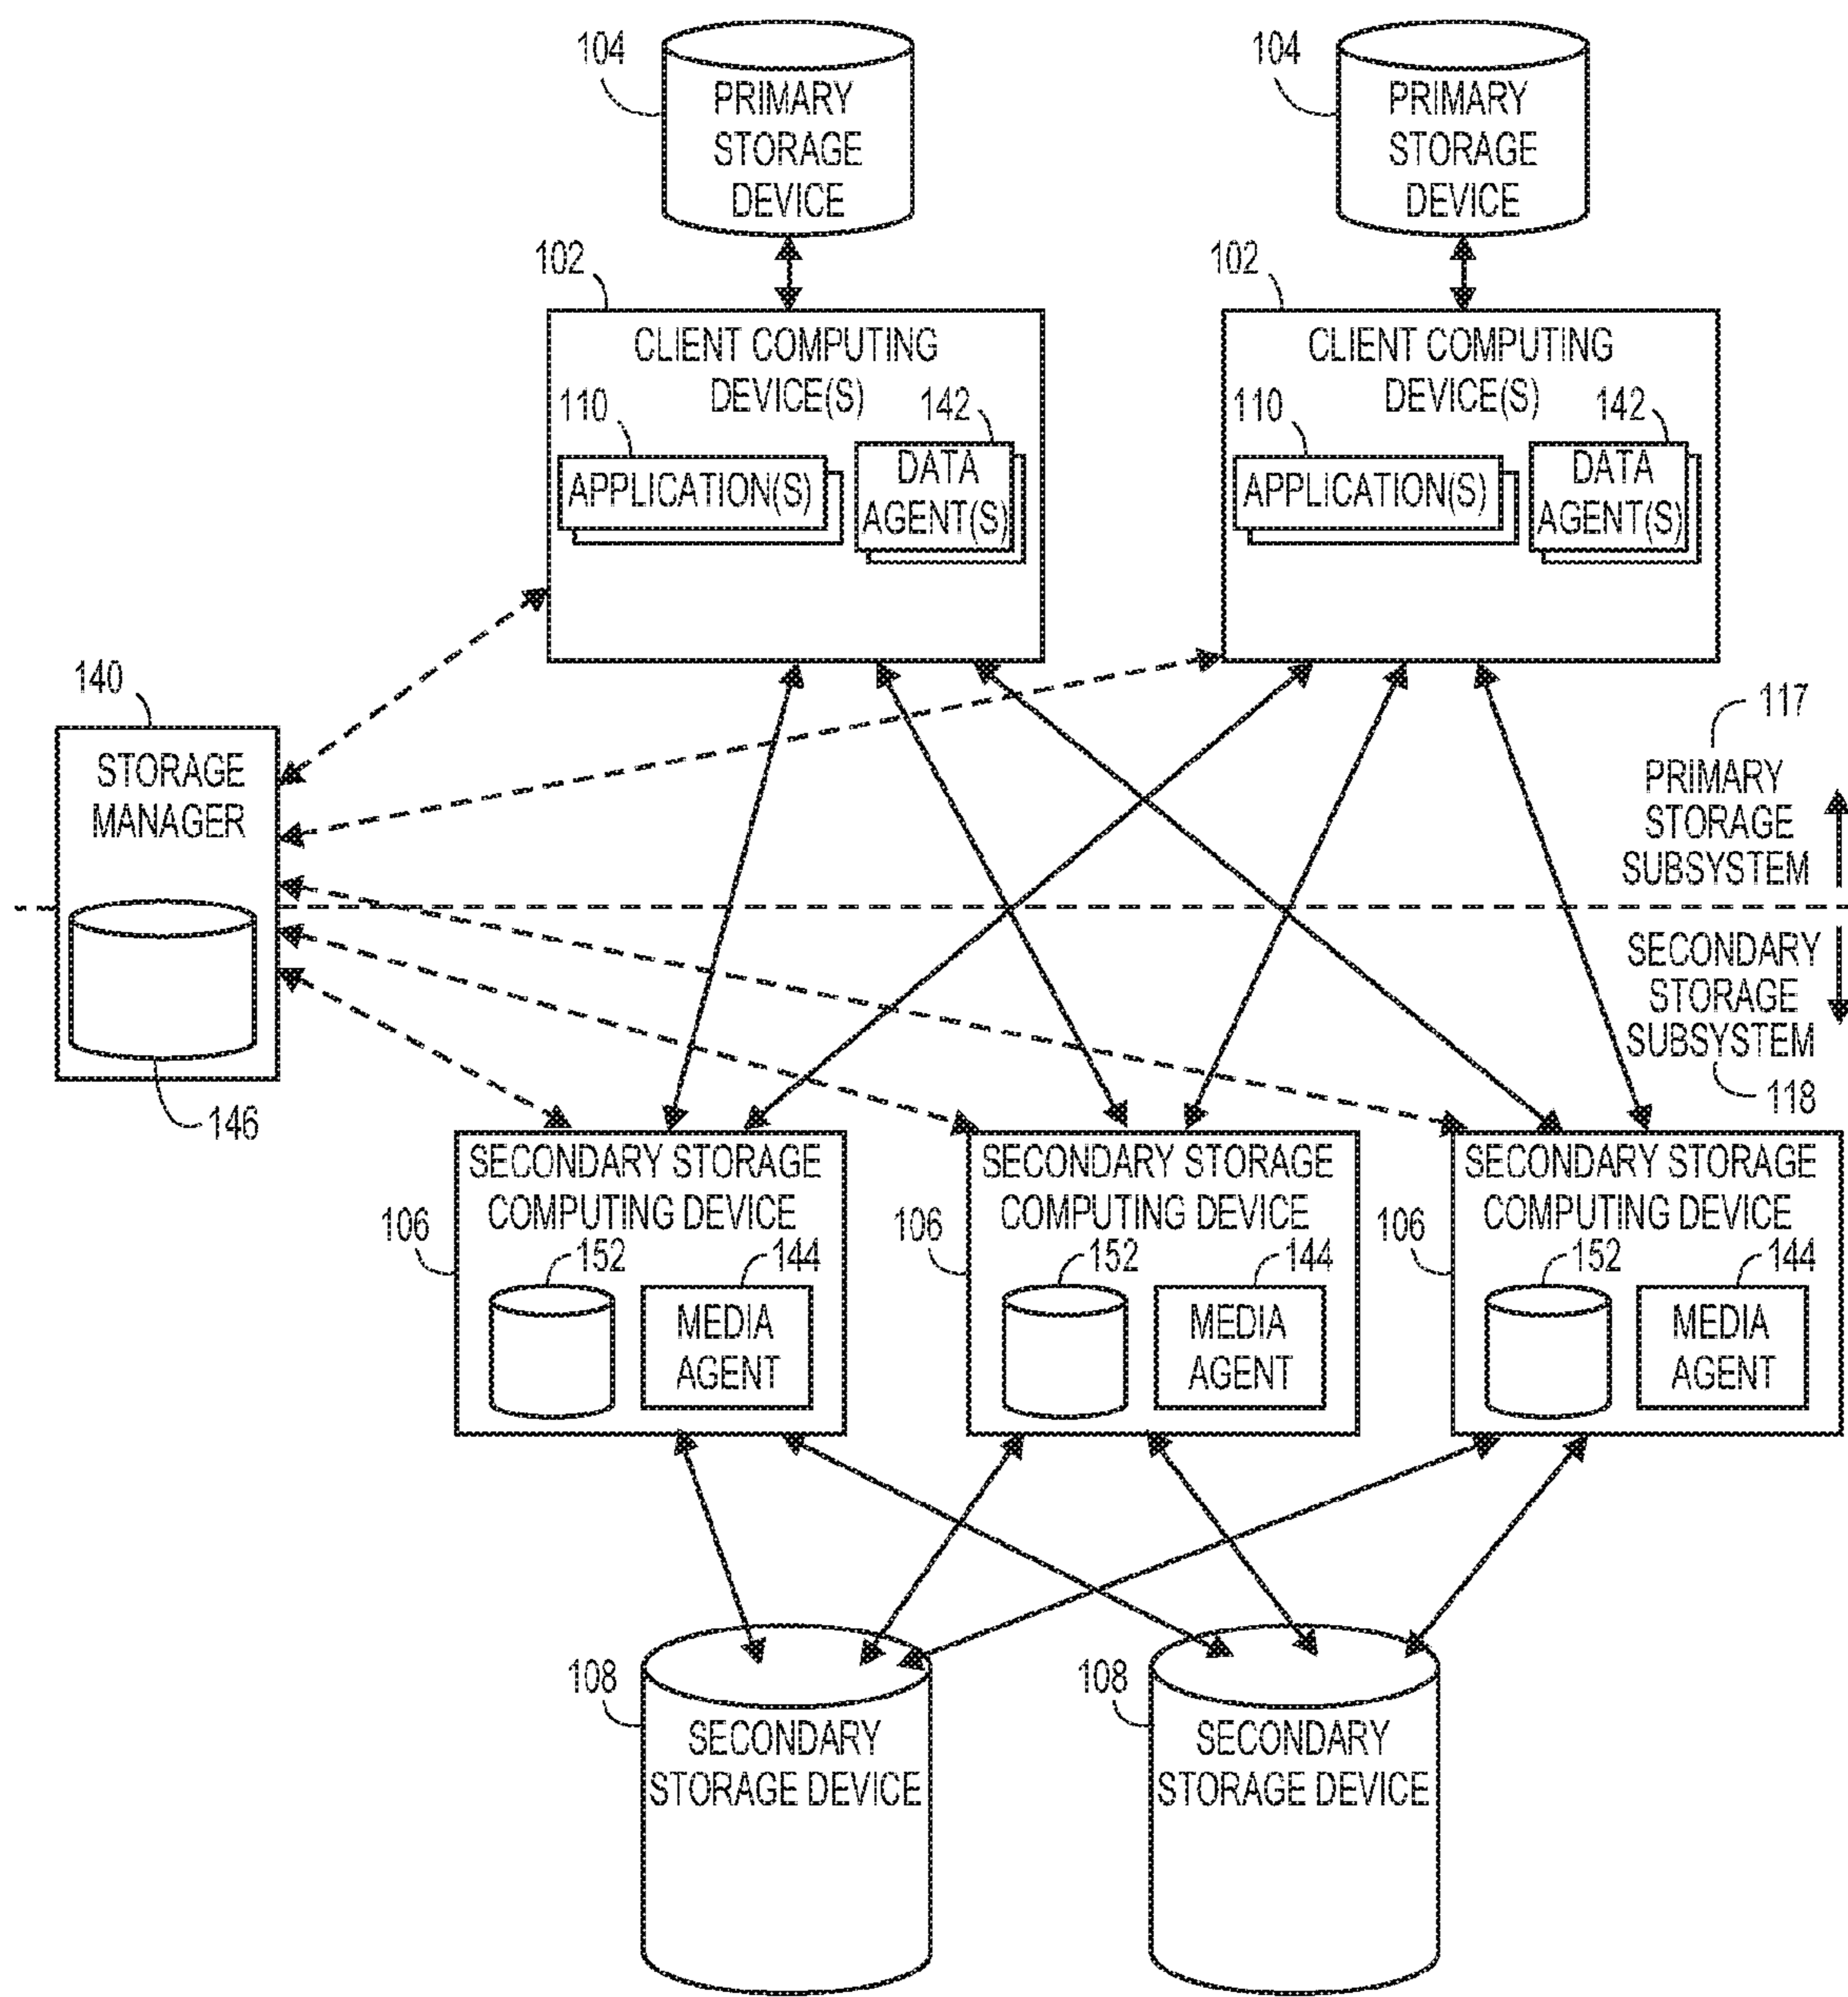 104
PRIMARY
STORAGE
DEVICE
104
PRIMARY
STORAGE
DEVICE
102
CLIENT COMPUTING
DEVICE(S)
110
142
APPLICATION(S)
DATA
AGENT(S)
102
CLIENT COMPUTING
DEVICE(S)
110
142
APPLICATION(S)
DATA
AGENT(S)
140
STORAGE
MANAGER
146
117
PRIMARY
STORAGE
SUBSYSTEM
SECONDARY
STORAGE
SUBSYSTEM
118
SECONDARY STORAGE
COMPUTING DEVICE
106
152
144
MEDIA
AGENT
SECONDARY STORAGE
COMPUTING DEVICE
106
152
144
MEDIA
AGENT
SECONDARY STORAGE
COMPUTING DEVICE
106
152
144
MEDIA
AGENT
108
SECONDARY
STORAGE DEVICE
108
SECONDARY
STORAGE DEVICE